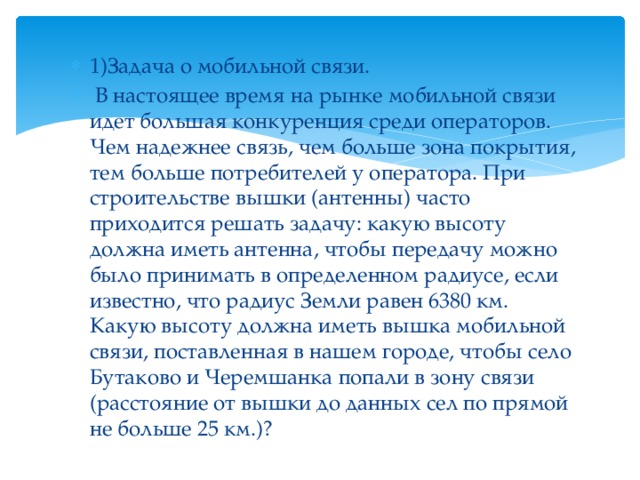 1)Задача о мобильной связи.
В настоящее время на рынке мобильной связи
идет большая конкуренция среди операторов.
Чем надежнее связь, чем больше зона покрытия,
тем больше потребителей у оператора. При
строительстве вышки (антенны) часто
приходится решать задачу: какую высоту
должна иметь антенна, чтобы передачу можно
было принимать в определенном радиусе, если
известно, что радиус Земли равен 6380 км.
Какую высоту должна иметь вышка мобильной
связи, поставленная в нашем городе, чтобы село
Бутаково и Черемшанка попали в зону связи
(расстояние от вышки до данных сел по прямой
не больше 25 км.)?